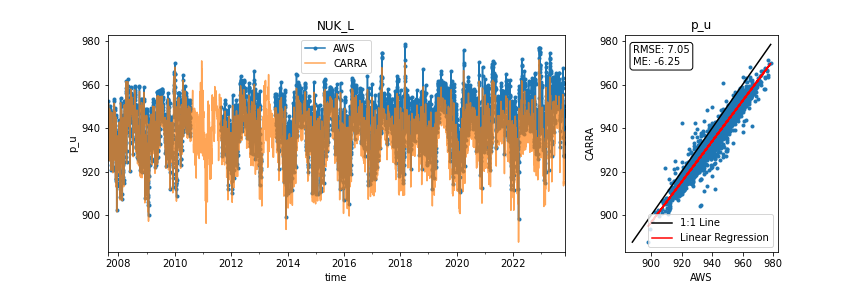 NUK_L
p_u
980
960
940
920
900
p_u
AWS
CARRA
2008
2010
2012
2014
2016
2018
2020
2022
time
980
960
940
920
900
CARRA
RMSE: 7.05
ME: -6.25
1:1 Line
Linear Regression
900
920
940
960
980
AWS